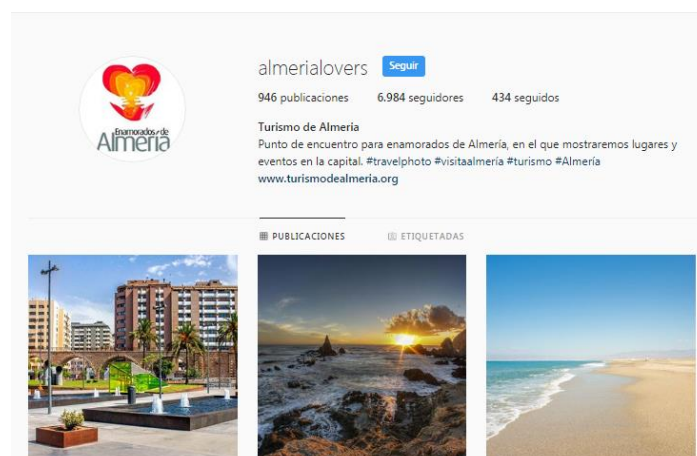 almerialovers Seguir
946 publicaciones 6.984 seguidores 434 seguidos
Enamorados de
Almería
Turismo de Almeria
Punto de encuentro para enamorados de Almería, en el que mostraremos lugares y
eventos en la capital. #travelphoto #visitaalmería #turismo #Almería
www.turismodealmeria.org
PUBLICACIONES ETIQUETADAS